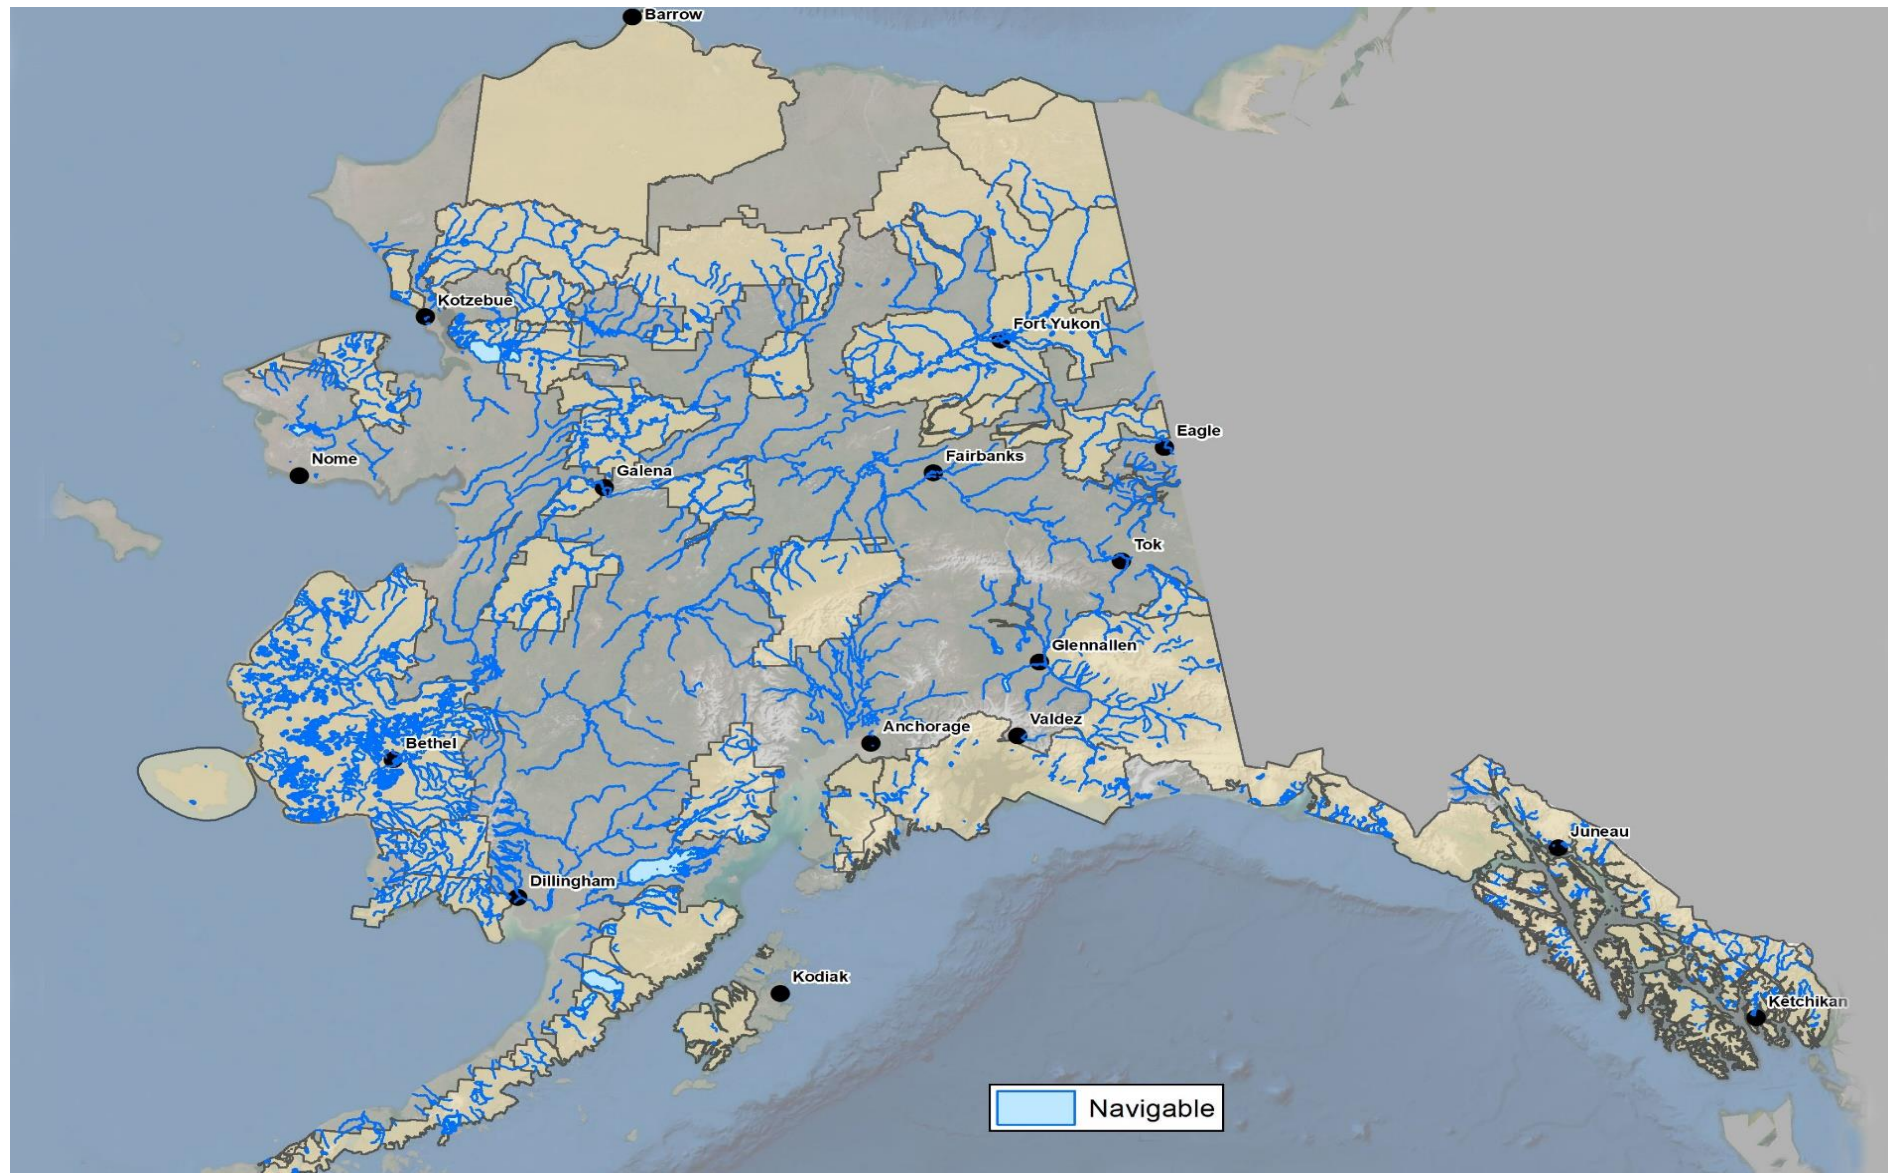 Barrow
Kotzebue
Fort Yukon
Eagle
Nome
Galena
Fairbanks
Tok
Glennallen
Anchorage
Valdez
Bethel
Juneau
Dillingham
Kodiak
Ketchikan
Navigable